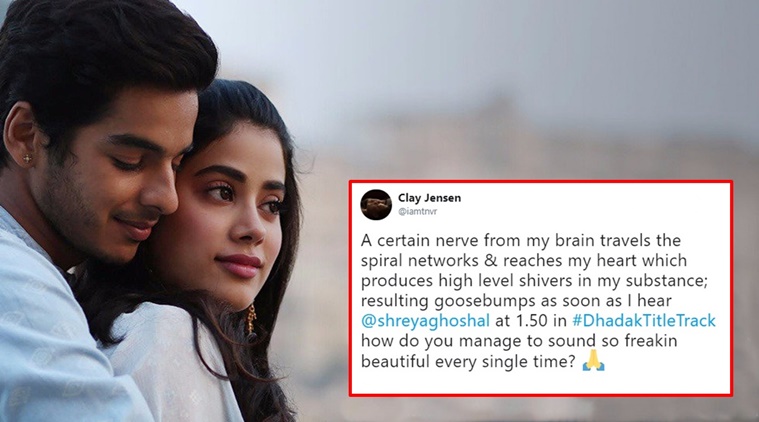 Clay Jensen
@iamtnvr
A certain nerve from my brain travels the
spiral networks & reaches my heart which
produces high level shivers in my substance;
resulting goosebumps as soon as I hear
@shreyaghoshal at 1.50 in #DhadakTitleTrack
how do you manage to sound so freakin
beautiful every single time? 🙏